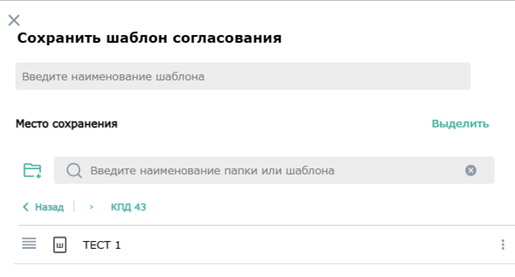 Сохранить шаблон согласования
Введите наименование шаблона
Место сохранения Выделить
Введите наименование папки или шаблона
< Назад > КПД 43
ш ТЕСТ 1